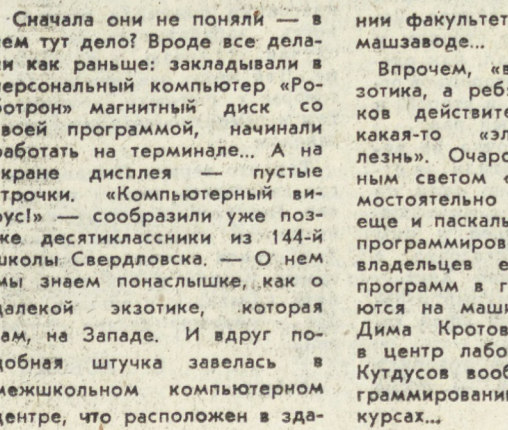 Сначала они не поняли — в
чем тут дело? Вроде все дела-
ли как раньше: закладывали в
персональный компьютер «Ро-
ботрон» магнитный диск со
своей программой, начинали
работать на терминале... А на
экране дисплея — пустые
строчки. «Компьютерный ви-
рус!» — сообразили уже поз-
же десятиклассники из 144-й
школы Свердловска. — О нем
мы знаем понаслышке, как о
далекой экзотике, которая
там, на Западе. И вдруг по-
добная штучка завелась в
межшкольном компьютерном
центре, что расположен в зда-
нии факультет
машзаводе...
Впрочем, «в
зотика, а ребя
ков действите
какая-то «эл
лезнь». Очаро
ным светом «
мостоятельно
еще и паскаль
программиров
владельцев е
программ в г
ются на маши
Дима Кротов
в центр лабо
Кутдусов вооб
граммировани
курсах...